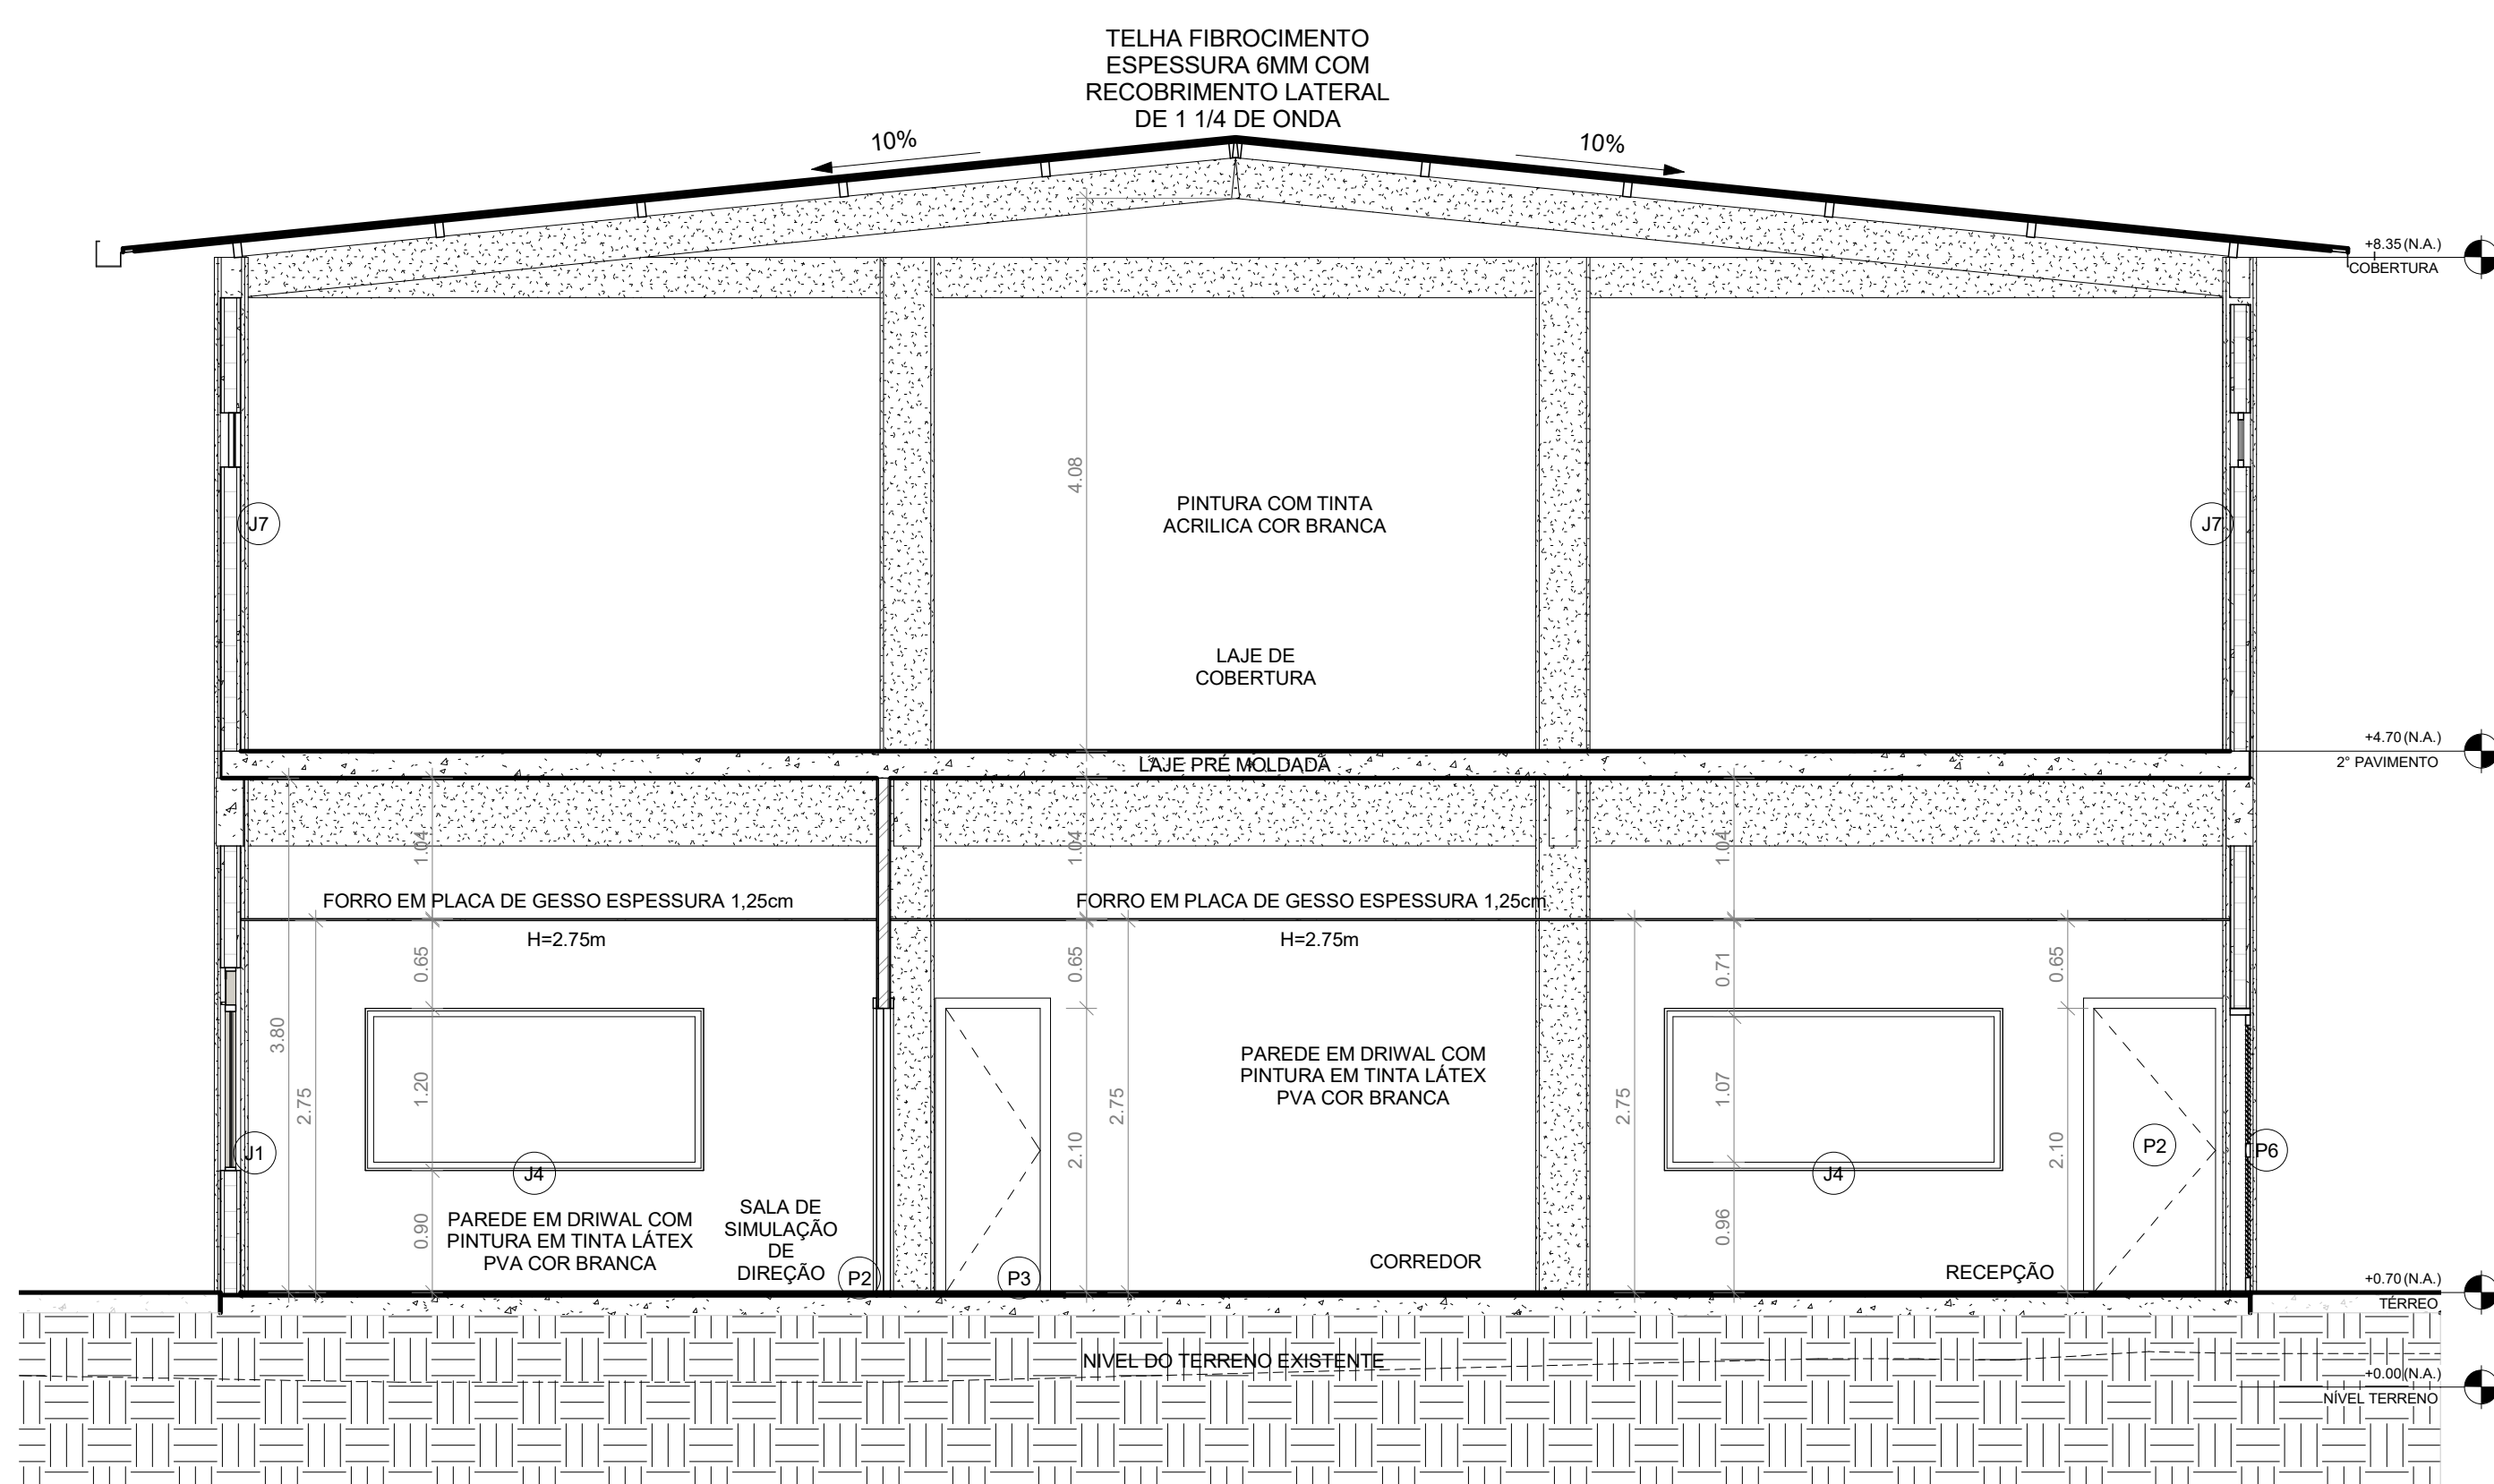 TELHA FIBROCIMENTO
ESPESSURA 6MM COM
RECOBRIMENTO LATERAL
DE 1 1/4 DE ONDA
10%
10%
+8.35 (N.A.)
COBERTURA
4.08
PINTURA COM TINTA
ACRILICA COR BRANCA
J7
J7
LAJE DE
COBERTURA
+4.70 (N.A.)
2° PAVIMENTO
LAJE PRÉ MOLDADA
1.04
1.04
1.04
FORRO EM PLACA DE GESSO ESPESSURA 1,25cm
H=2.75m
FORRO EM PLACA DE GESSO ESPESSURA 1,25cm
H=2.75m
0.65
0.65
0.71
0.65
3.80
2.75
1.20
2.75
2.10
2.75
1.07
2.10
PAREDE EM DRIWAL COM
PINTURA EM TINTA LÁTEX
PVA COR BRANCA
J1
J4
J4
P2
P6
0.90
PAREDE EM DRIWAL COM
PINTURA EM TINTA LÁTEX
PVA COR BRANCA
SALA DE
SIMULAÇÃO
DE
DIREÇÃO
P2
P3
CORREDOR
0.96
RECEPÇÃO
+0.70 (N.A.)
TÉRREO
NIVEL DO TERRENO EXISTENTE
+0.00 (N.A.)
NÍVEL TERRENO